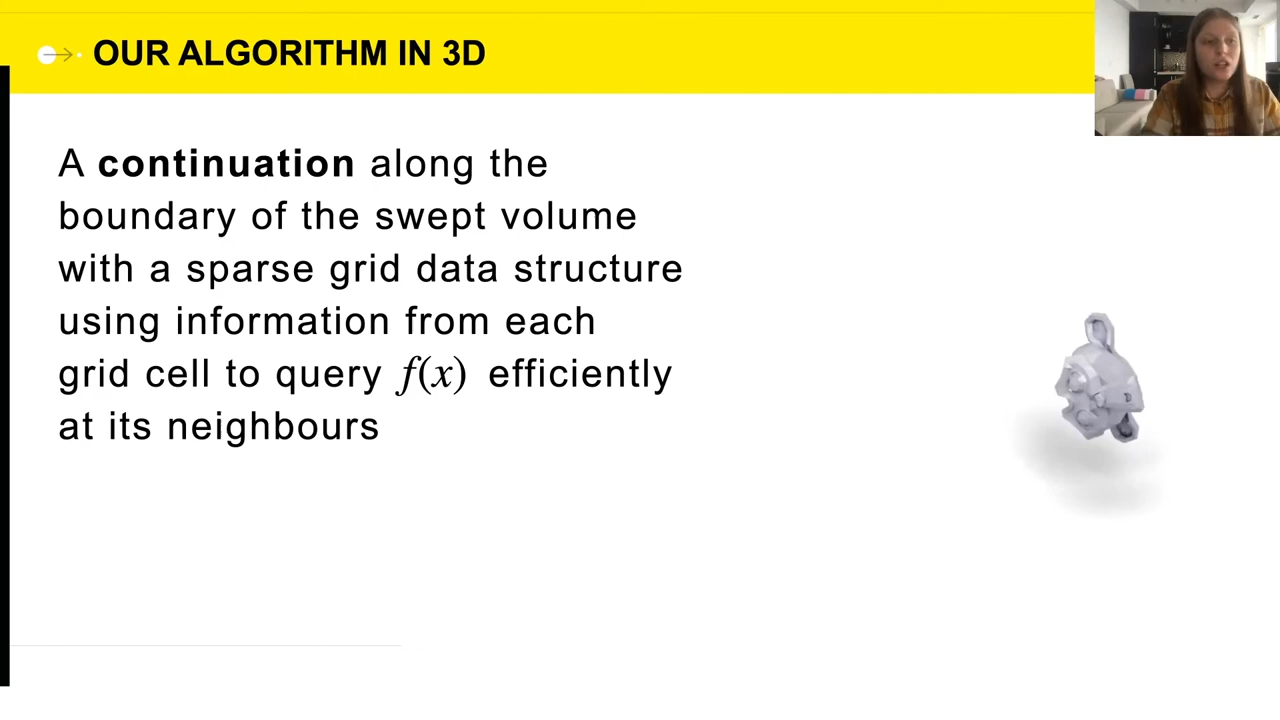 OUR ALGORITHM IN 3D
A continuation along the
boundary of the swept volume
with a sparse grid data structure
using information from each
grid cell to query f(x) efficiently
at its neighbours